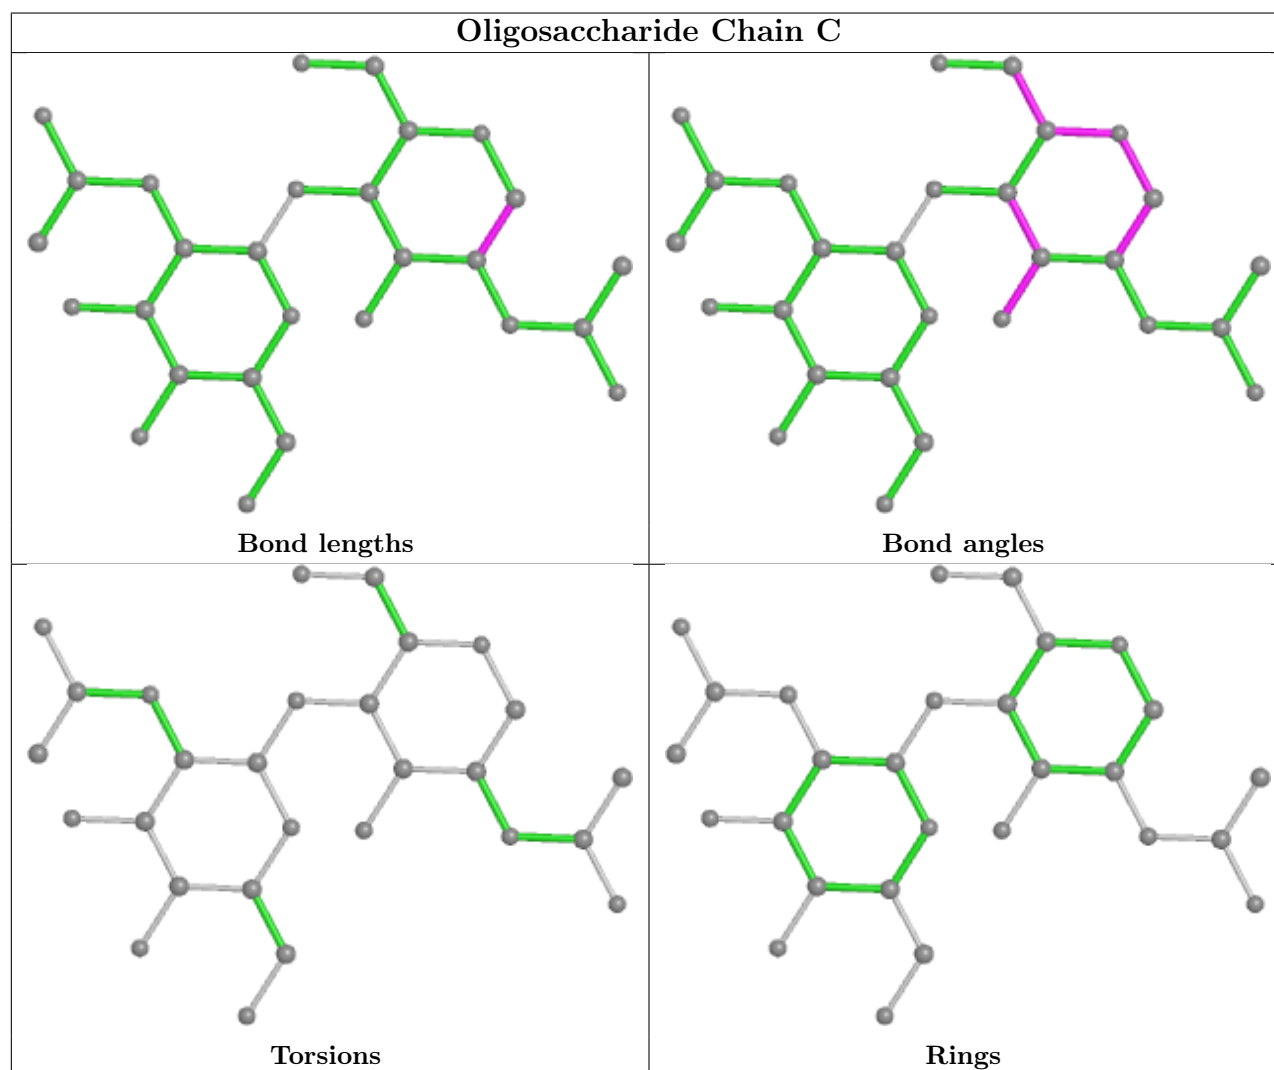 Oligosaccharide Chain C
Bond lengths
Bond angles
Torsions
Rings